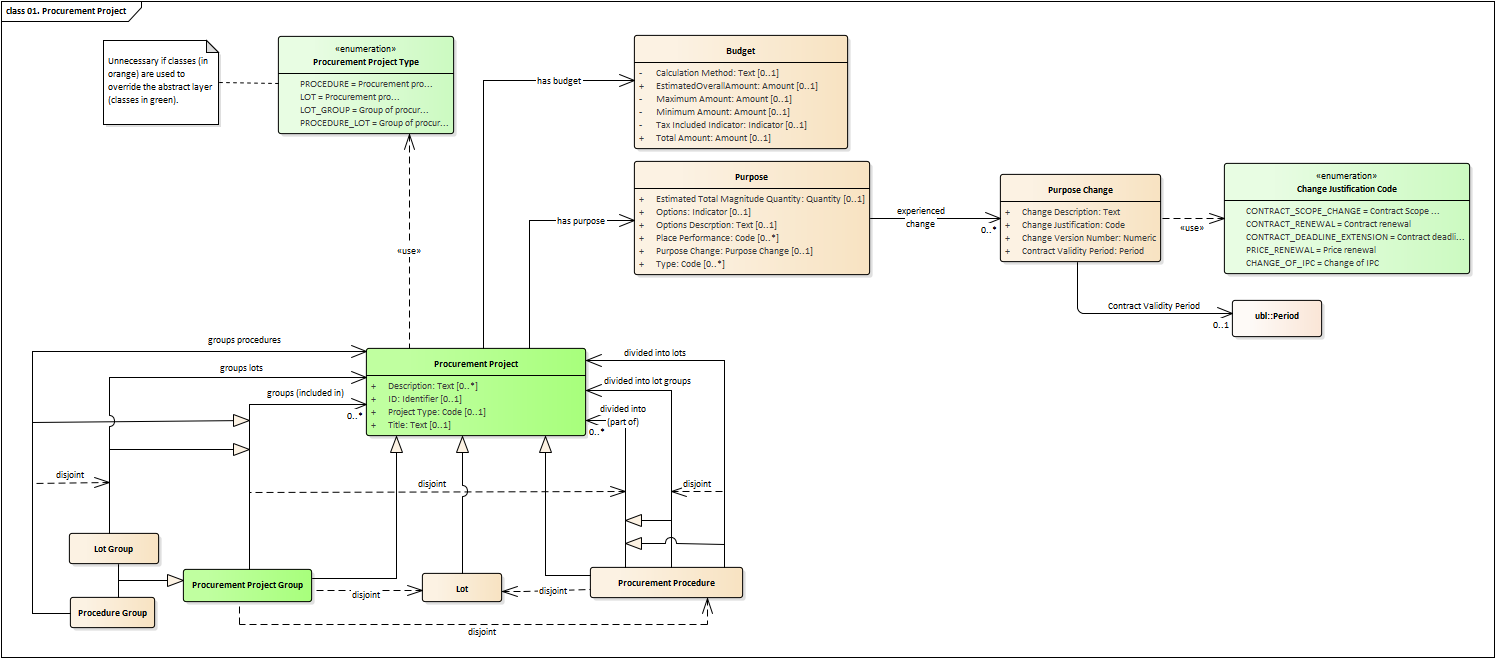 class 01. Procurement Project
Unnecessary if classes (in
orange) are used to
override the abstract layer
(classes in green).
«enumeration»
Procurement Project Type
PROCEDURE = Procurement pro...
LOT = Procurement pro...
LOT_GROUP = Group of procur...
PROCEDURE_LOT = Group of procur...
«use»
has budget
Budget
- Calculation Method: Text [0..1]
+ EstimatedOverallAmount: Amount [0..1]
- Maximum Amount: Amount [0..1]
- Minimum Amount: Amount [0..1]
- Tax Included Indicator: Indicator [0..1]
+ Total Amount: Amount [0..1]
has purpose
Purpose
+ Estimated Total Magnitude Quantity: Quantity [0..1]
+ Options: Indicator [0..1]
+ Options Descrption: Text [0..1]
+ Place Performance: Code [0..*]
+ Purpose Change: Purpose Change [0..1]
+ Type: Code [0..*]
experienced
change
0..*
Purpose Change
+ Change Description: Text
+ Change Justification: Code
+ Change Version Number: Numeric
+ Contract Validity Period: Period
«use»
«enumeration»
Change Justification Code
CONTRACT_SCOPE_CHANGE = Contract Scope ...
CONTRACT_RENEWAL = Contract renewal
CONTRACT_DEADLINE_EXTENSION = Contract deadli...
PRICE_RENEWAL = Price renewal
CHANGE_OF_IPC = Change of IPC
Contract Validity Period
0..1
ubl::Period
groups procedures
groups lots
groups (included in)
0..*
Procurement Project
+ Description: Text [0..*]
+ ID: Identifier [0..1]
+ Project Type: Code [0..1]
+ Title: Text [0..1]
divided into lots
divided into lot groups
divided into
(part of)
0..*
disjoint
disjoint
disjoint
Lot Group
Procurement Project Group
Procedure Group
disjoint
Lot
disjoint
Procurement Procedure
disjoint